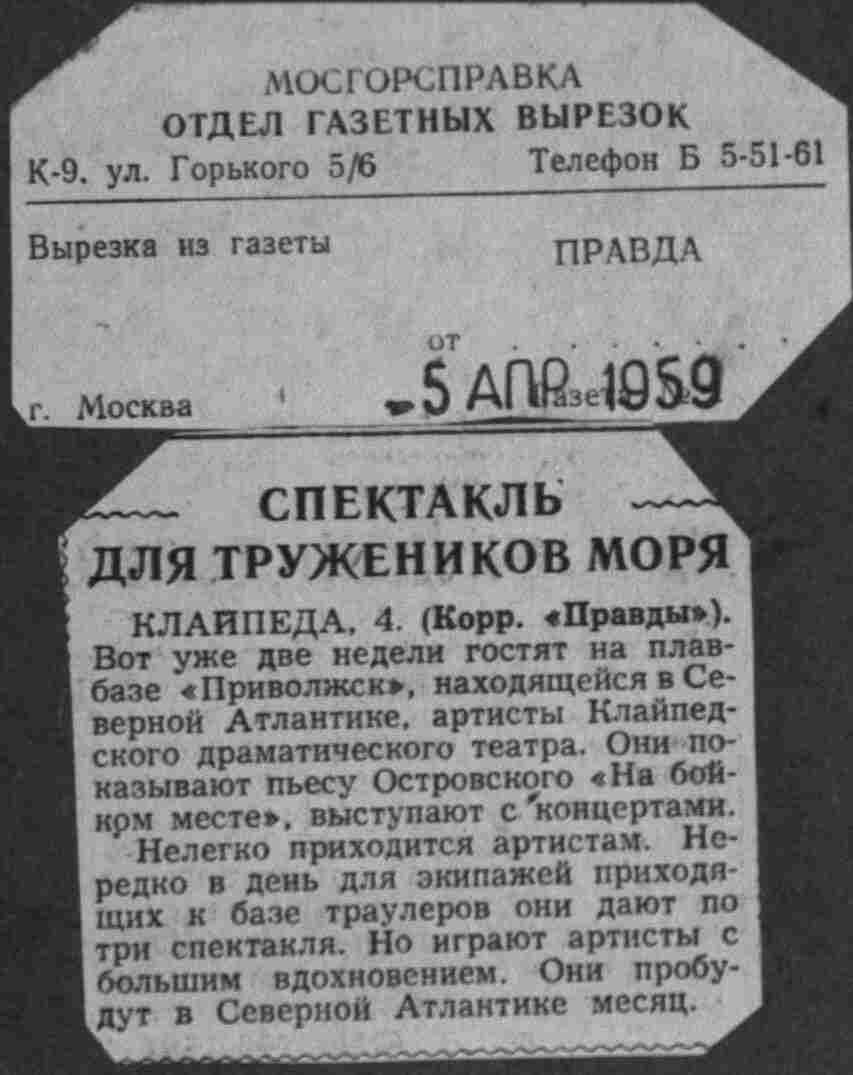 МОСГОРСПРАВКА
ОТДЕЛ ГАЗЕТНЫХ ВЫРЕЗОК
К-9. ул. Горького 5/6 Телефон Б 5-51-61
Вырезка из газеты ПРАВДА
от . . . . . .
г. Москва -5 АПР 1959
СПЕКТАКЛЬ
ДЛЯ ТРУЖЕНИКОВ МОРЯ
КЛАЙПЕДА, 4. (Корр. «Правды»).
Вот уже две недели гостят на плав-
базе «Приволжск», находящейся в Се-
верной Атлантике, артисты Клайпед-
ского драматического театра. Они по-
казывают пьесу Островского «На бой-
ком месте», выступают с концертами.
Нелегко приходится артистам. Не-
редко в день для экипажей приходя-
щих к базе траулеров они дают по
три спектакля. Но играют артисты с
большим вдохновением. Они пробу-
дут в Северной Атлантике месяц.